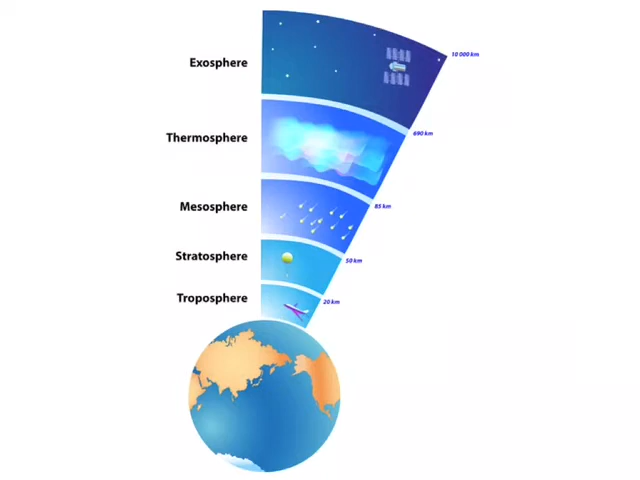 Exosphere
10 000 km
Thermosphere
690 km
Mesosphere
85 km
Stratosphere
50 km
Troposphere
20 km